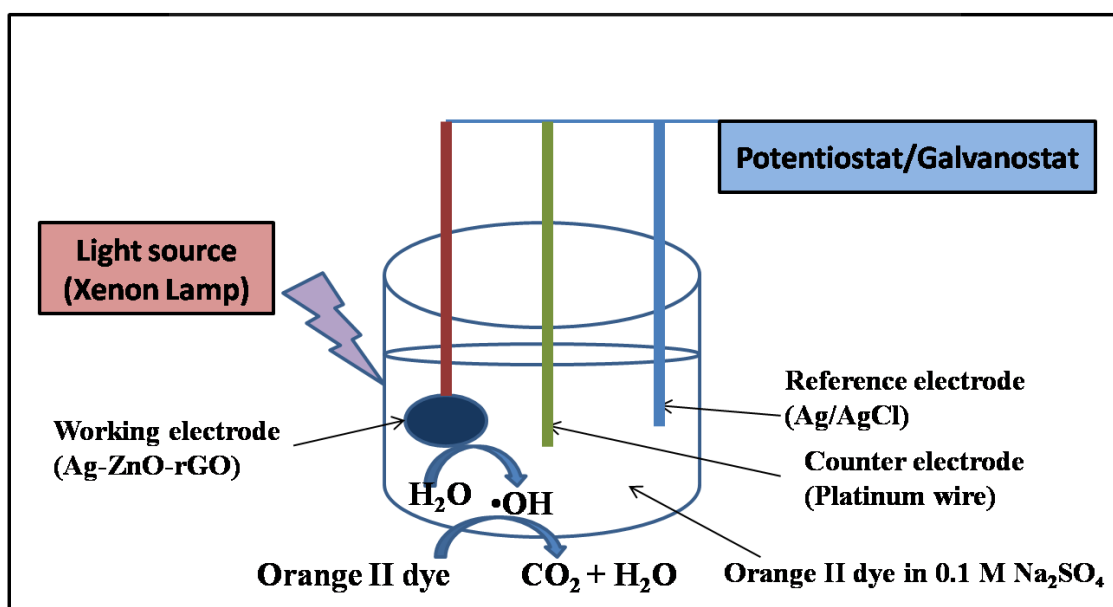 Potentiostat/Galvanostat
Light source
(Xenon Lamp)
Reference electrode
(Ag/AgCl)
Working electrode
(Ag-ZnO-rGO)
Counter electrode
(Platinum wire)
H₂O
•OH
Orange II dye
CO₂ + H₂O
Orange II dye in 0.1 M Na₂SO₄